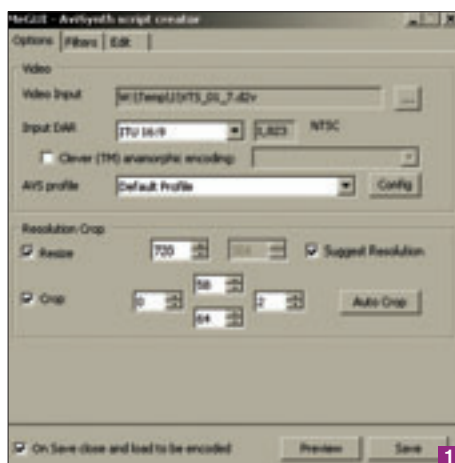 MeGUI - AviSynth script creator
Options Filters Edit
Video
Video Input ...
Input DAR ITU 16:9 1,823 NTSC
Clever (TM) anamorphic encoding:
AVS profile Default Profile Config
Resolution Crop
Resize 720 Suggest Resolution
58
Crop 0 2 Auto Crop
64
On Save close and load to be encoded Preview Save
1